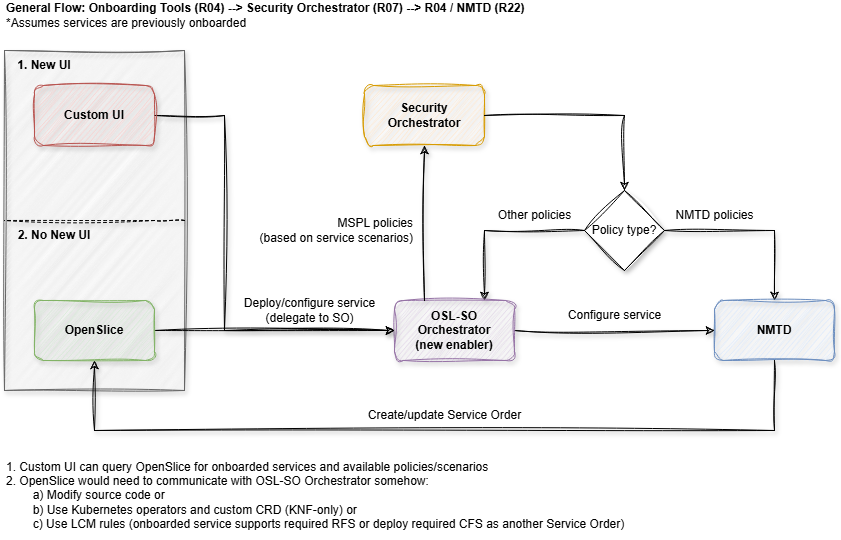 General Flow: Onboarding Tools (R04) --> Security Orchestrator (R07) --> R04 / NMTD (R22)
*Assumes services are previously onboarded
1. New UI
Custom UI
Security
Orchestrator
MSPL policies
(based on service scenarios)
Other policies
NMTD policies
Policy type?
2. No New UI
OpenSlice
Deploy/configure service
(delegate to SO)
OSL-SO
Orchestrator
(new enabler)
Configure service
NMTD
Create/update Service Order
1. Custom UI can query OpenSlice for onboarded services and available policies/scenarios
2. OpenSlice would need to communicate with OSL-SO Orchestrator somehow:
a) Modify source code or
b) Use Kubernetes operators and custom CRD (KNF-only) or
c) Use LCM rules (onboarded service supports required RFS or deploy required CFS as another Service Order)